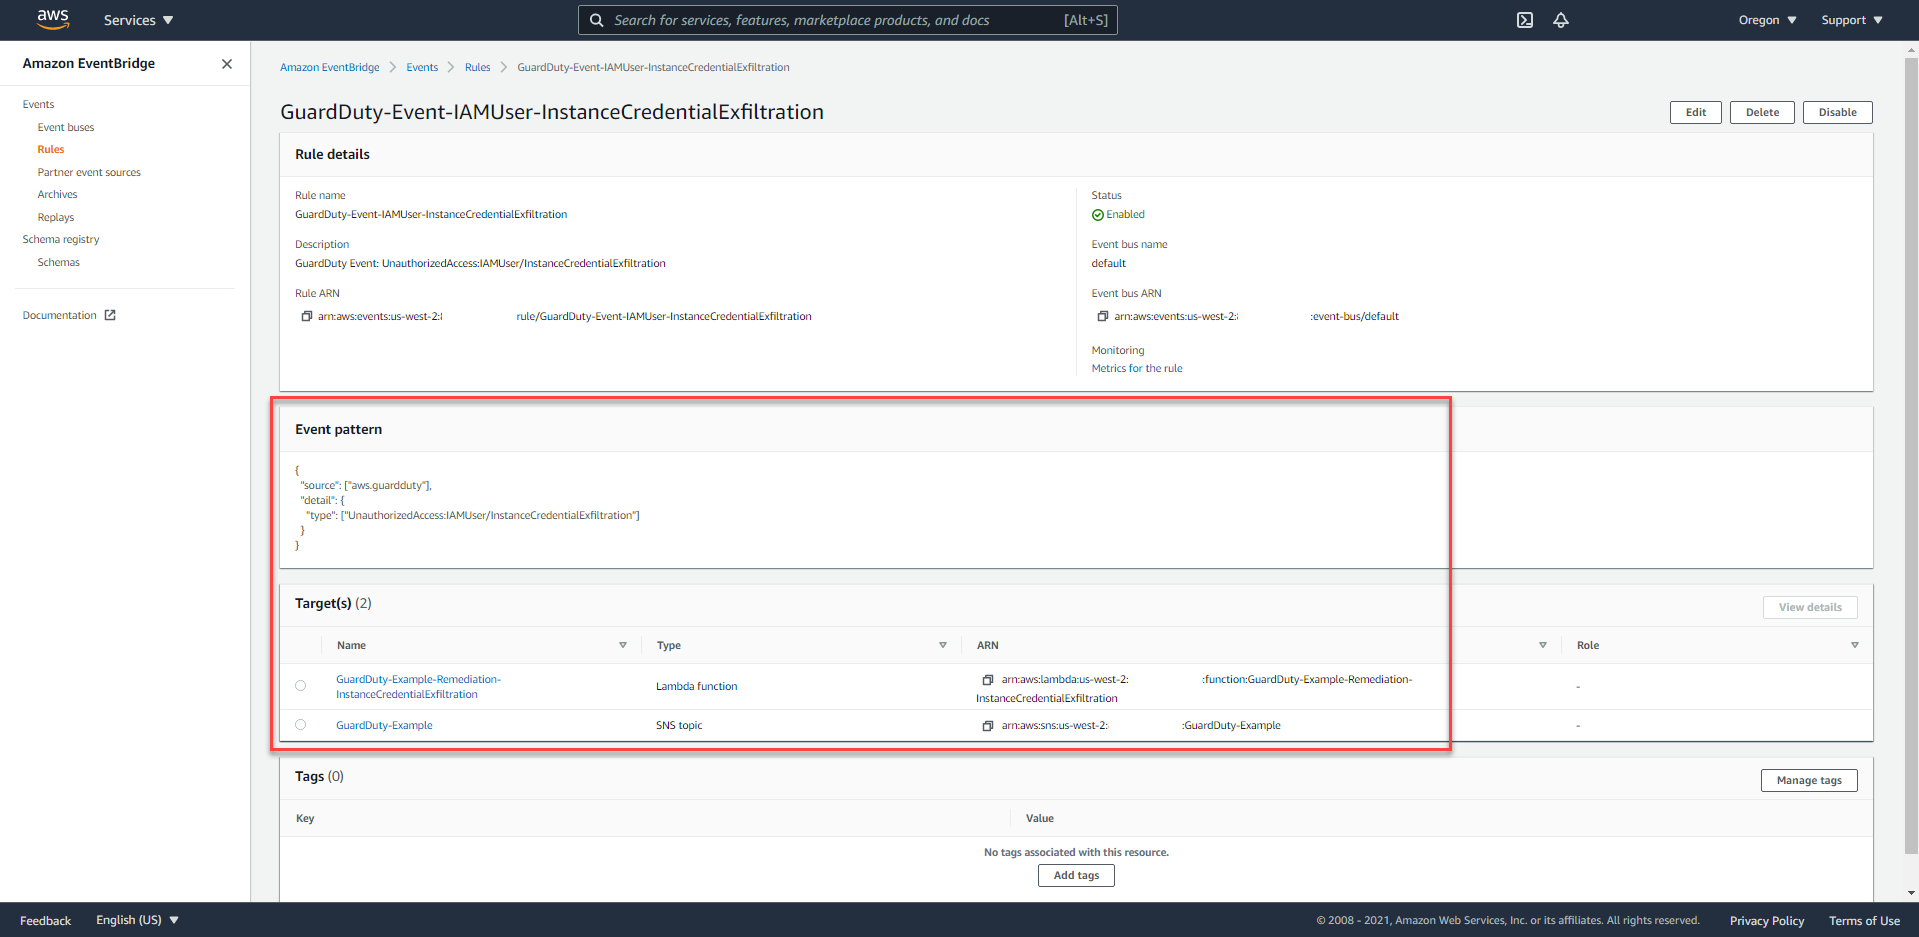 aws
Services
Search for services, features, marketplace products, and docs [Alt+S]
Oregon
Support
Amazon EventBridge
Events
Event buses
Rules
Partner event sources
Archives
Replays
Schema registry
Schemas
Documentation
Amazon EventBridge Events Rules GuardDuty-Event-IAMUser-InstanceCredentialExfiltration
GuardDuty-Event-IAMUser-InstanceCredentialExfiltration
Edit Delete Disable
Rule details
Rule name
GuardDuty-Event-IAMUser-InstanceCredentialExfiltration
Description
GuardDuty Event: UnauthorizedAccess:IAMUser/InstanceCredentialExfiltration
Rule ARN
arn:aws:events:us-west-2: rule/GuardDuty-Event-IAMUser-InstanceCredentialExfiltration
Status
Enabled
Event bus name
default
Event bus ARN
arn:aws:events:us-west-2: :event-bus/default
Monitoring
Metrics for the rule
Event pattern
{
"source": ["aws.guardduty"],
"detail": {
"type": ["UnauthorizedAccess:IAMUser/InstanceCredentialExfiltration"]
}
}
Target(s) (2)
View details
Name Type ARN Role
GuardDuty-Example-Remediation-
InstanceCredentialExfiltration
Lambda function
arn:aws:lambda:us-west-2: :function:GuardDuty-Example-Remediation-
InstanceCredentialExfiltration
-
GuardDuty-Example SNS topic arn:aws:sns:us-west-2: :GuardDuty-Example -
Tags (0)
Manage tags
Key Value
No tags associated with this resource.
Add tags
Feedback English (US) © 2008 - 2021, Amazon Web Services, Inc. or its affiliates. All rights reserved. Privacy Policy Terms of Use